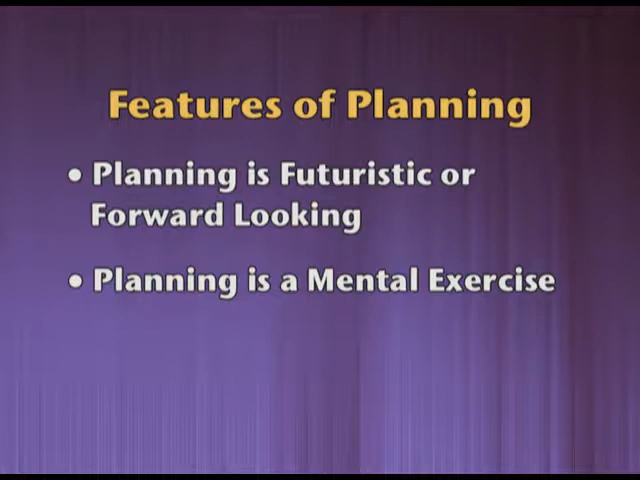 Features of Planning
• Planning is Futuristic or
Forward Looking
• Planning is a Mental Exercise